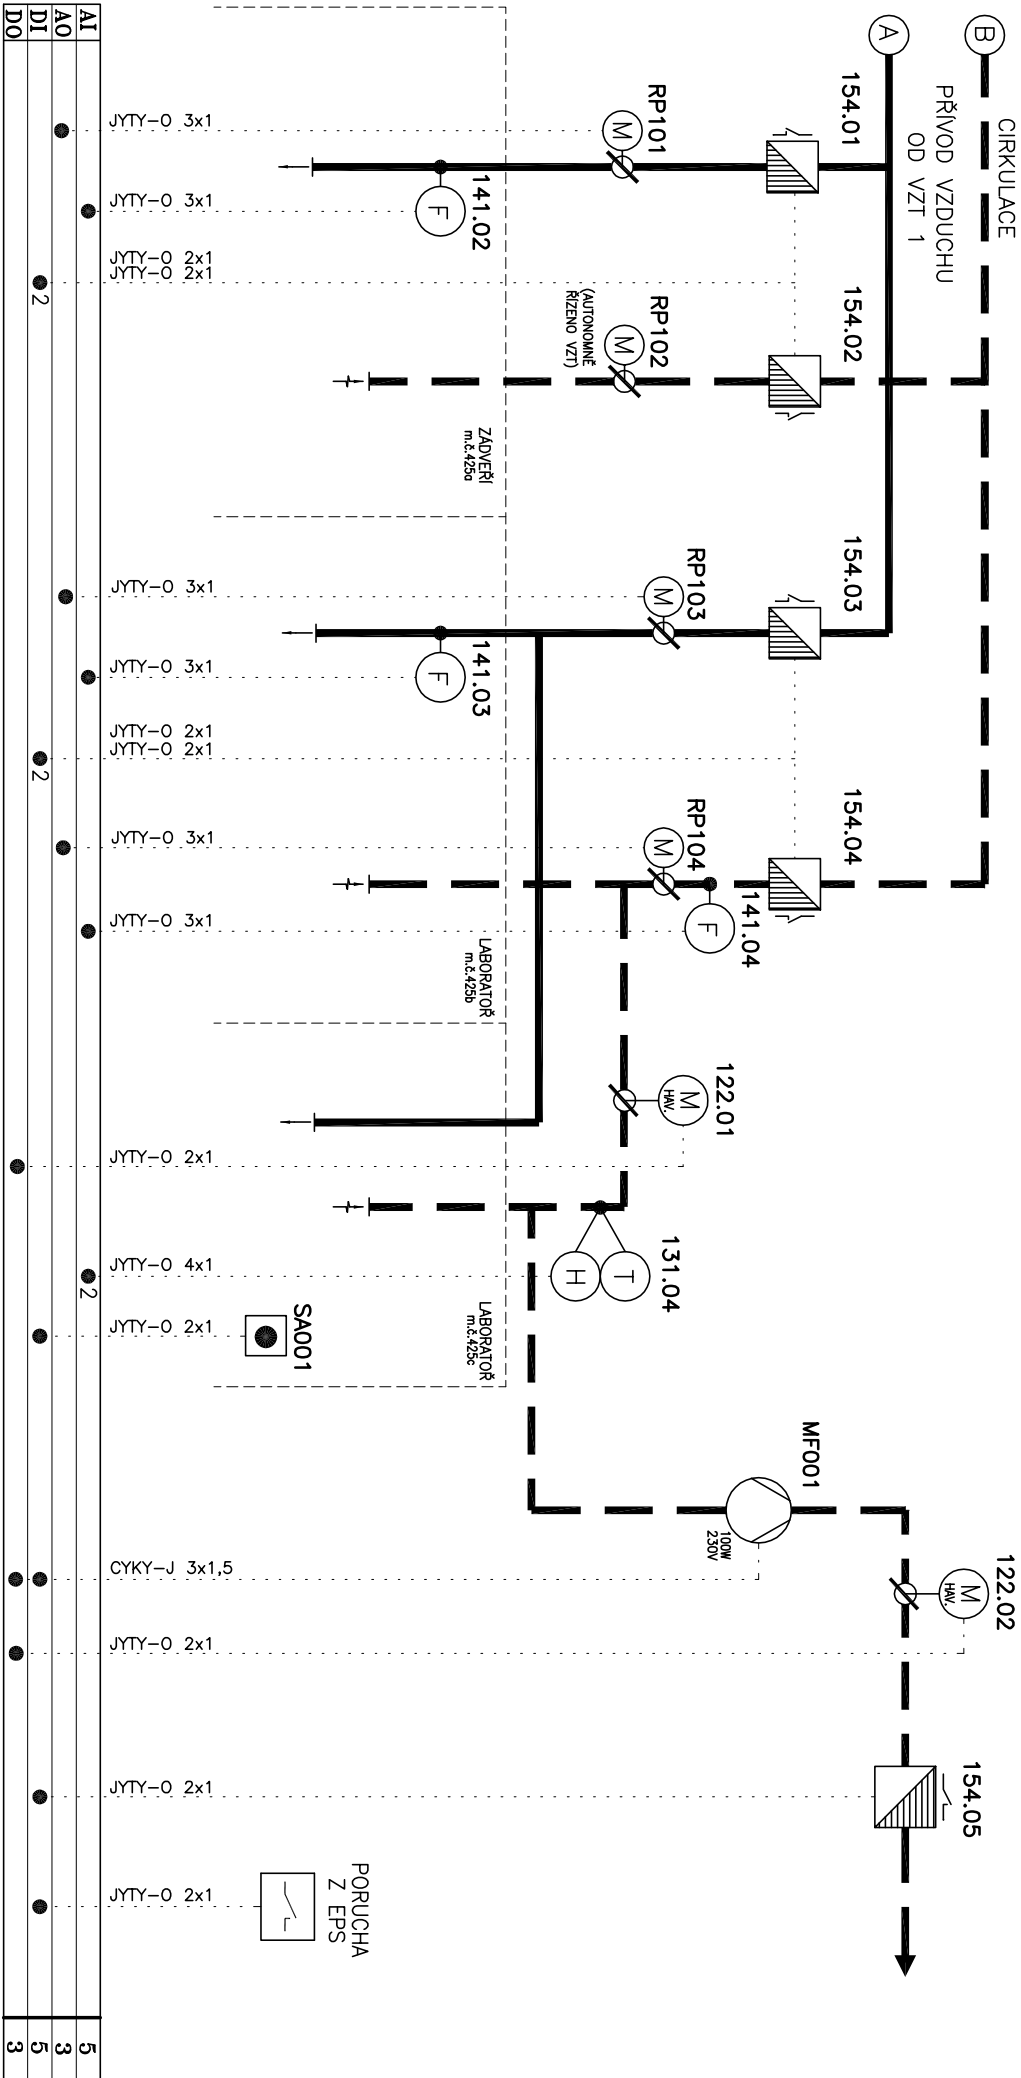 B
CIRKULACE
A
PŘÍVOD VZDUCHU
OD VZT 1
154.01
154.02
154.03
154.04
RP101
M
RP102
M
(AUTONOMNĚ
ŘÍZENO VZT)
RP103
M
RP104
M
141.02
F
141.03
F
141.04
F
122.01
M
HAV.
131.04
T
H
MF001
100W
230V
122.02
M
HAV.
154.05
ZÁDVEŘÍ
m.č.425a
LABORATOŘ
m.č.425b
LABORATOŘ
m.č.425c
SA001
PORUCHA
Z EPS
JYTY-O 3x1
JYTY-O 3x1
JYTY-O 2x1
JYTY-O 2x1
JYTY-O 3x1
JYTY-O 3x1
JYTY-O 2x1
JYTY-O 2x1
JYTY-O 3x1
JYTY-O 3x1
JYTY-O 2x1
JYTY-O 4x1
JYTY-O 2x1
CYKY-J 3x1,5
JYTY-O 2x1
JYTY-O 2x1
JYTY-O 2x1
AI 2 5
AO 3
DI 2 2 5
DO 3